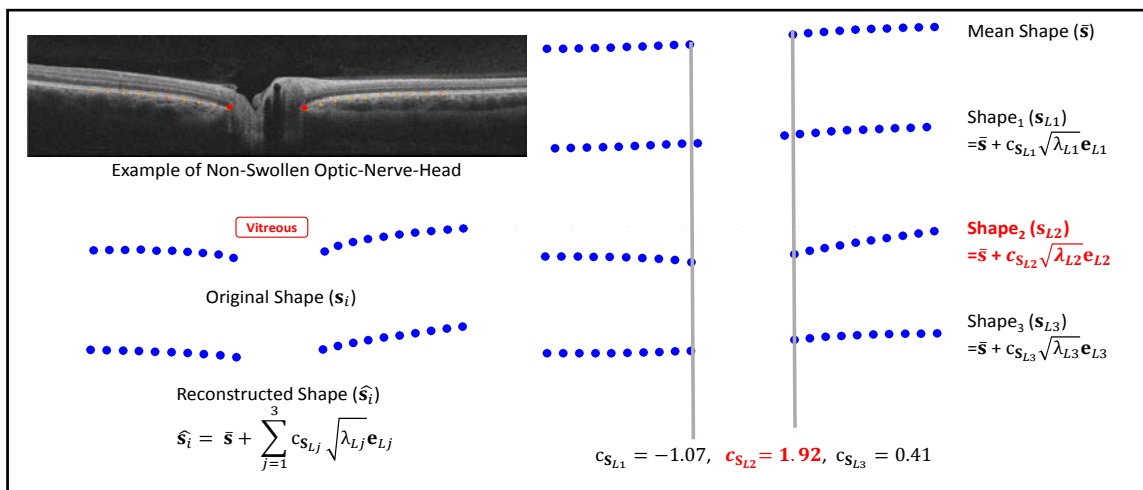 Example of Non-Swollen Optic-Nerve-Head
Vitreous
Original Shape (𝐬ᵢ)
Reconstructed Shape (𝐬̂ᵢ)
𝐬̂ᵢ = 𝐬̄ + ∑_{j=1}^{3} c_{𝐬_{Lj}} √λ_{Lj} 𝐞_{Lj}
Mean Shape (𝐬̄)
Shape₁ (𝐬_{L1})
=𝐬̄ + c_{𝐬_{L1}} √λ_{L1} 𝐞_{L1}
Shape₂ (𝐬_{L2})
=𝐬̄ + c_{𝐬_{L2}} √λ_{L2} 𝐞_{L2}
Shape₃ (𝐬_{L3})
=𝐬̄ + c_{𝐬_{L3}} √λ_{L3} 𝐞_{L3}
c_{𝐬_{L1}} = −1.07, c_{𝐬_{L2}} = 1.92, c_{𝐬_{L3}} = 0.41